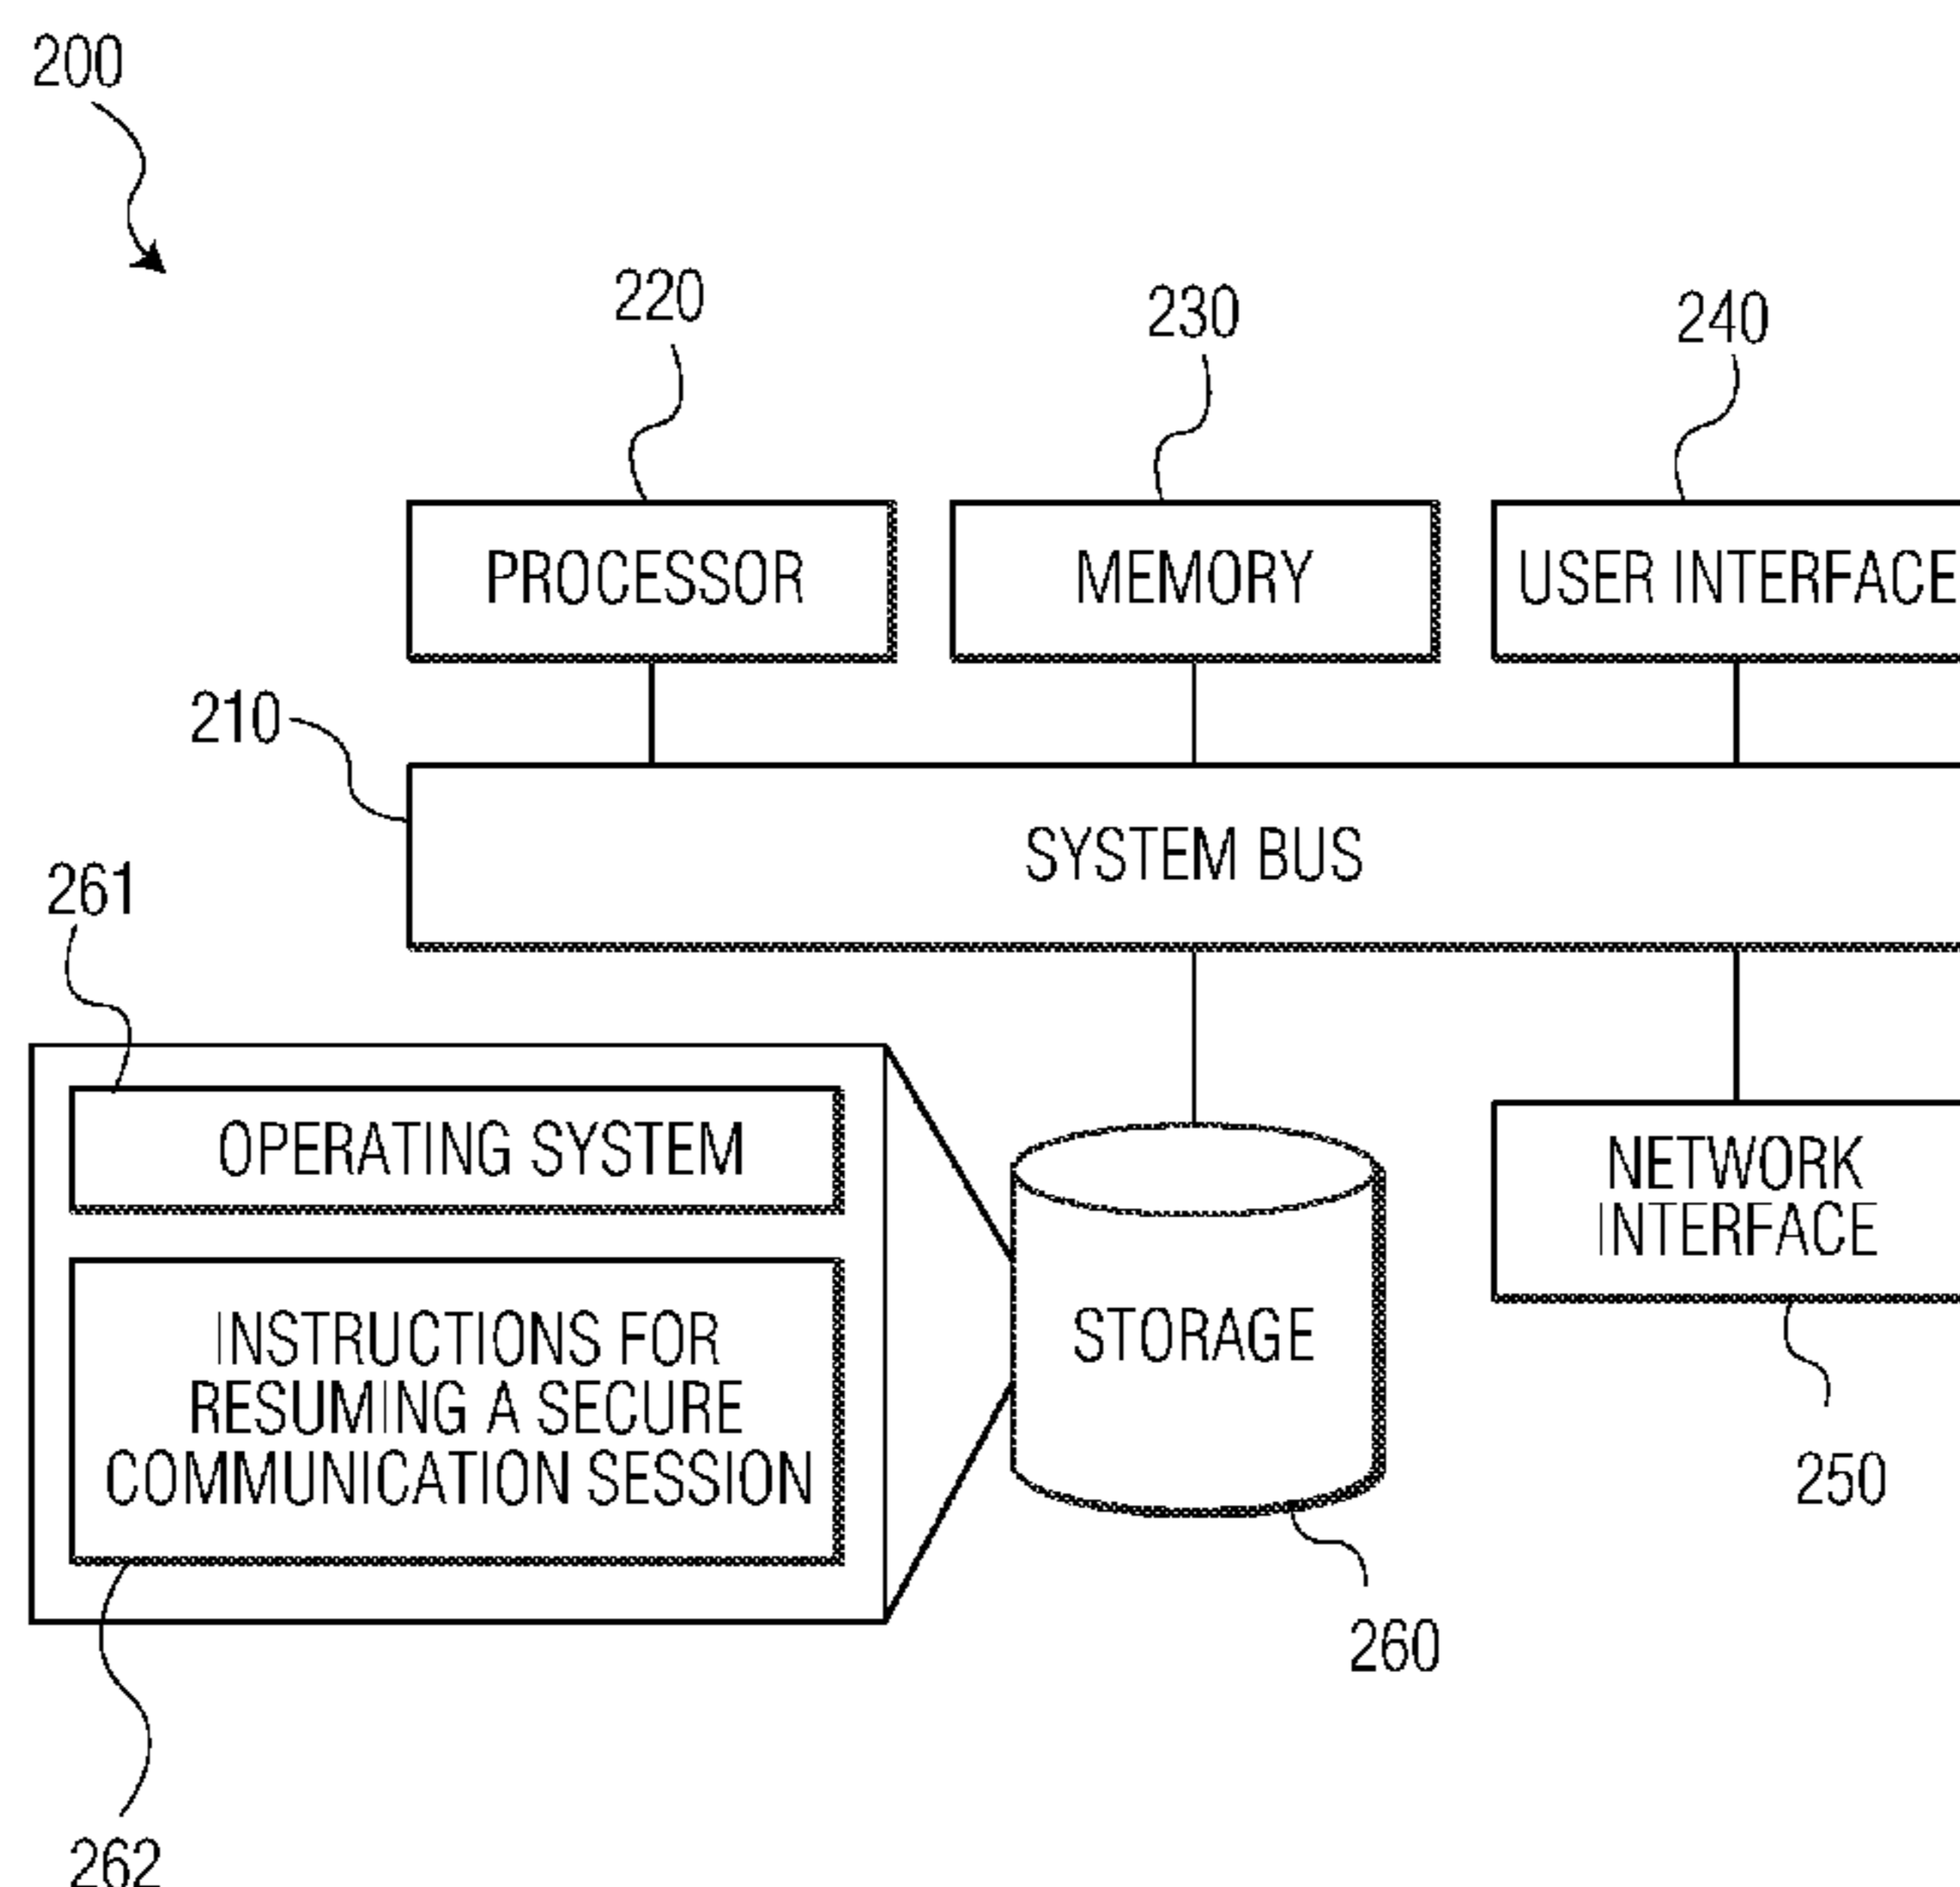 200
220
230
240
PROCESSOR
MEMORY
USER INTERFACE
210
SYSTEM BUS
261
OPERATING SYSTEM
INSTRUCTIONS FOR
RESUMING A SECURE
COMMUNICATION SESSION
STORAGE
NETWORK
INTERFACE
250
260
262